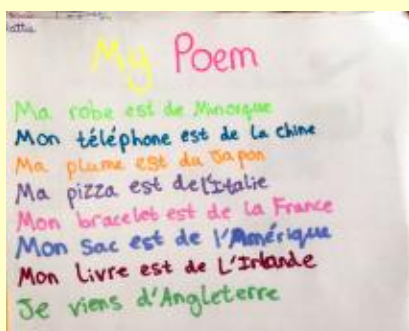 My Poem
Ma robe est de Minorque
Mon téléphone est de la chine
Ma plume est du Japon
Ma pizza est de l'Italie
Mon bracelet est de la France
Mon Sac est de l'Amérique
Mon livre est de L'Irlande
Je viens d'Angleterre